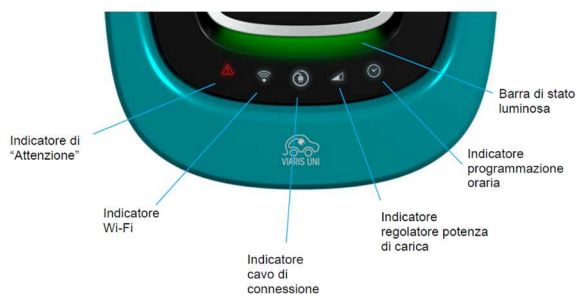 Barra di stato
luminosa
Indicatore di
“Attenzione”
VIARIS UNI
Indicatore
programmazione
oraria
Indicatore
Wi-Fi
Indicatore
regolatore potenza
di carica
Indicatore
cavo di
connessione